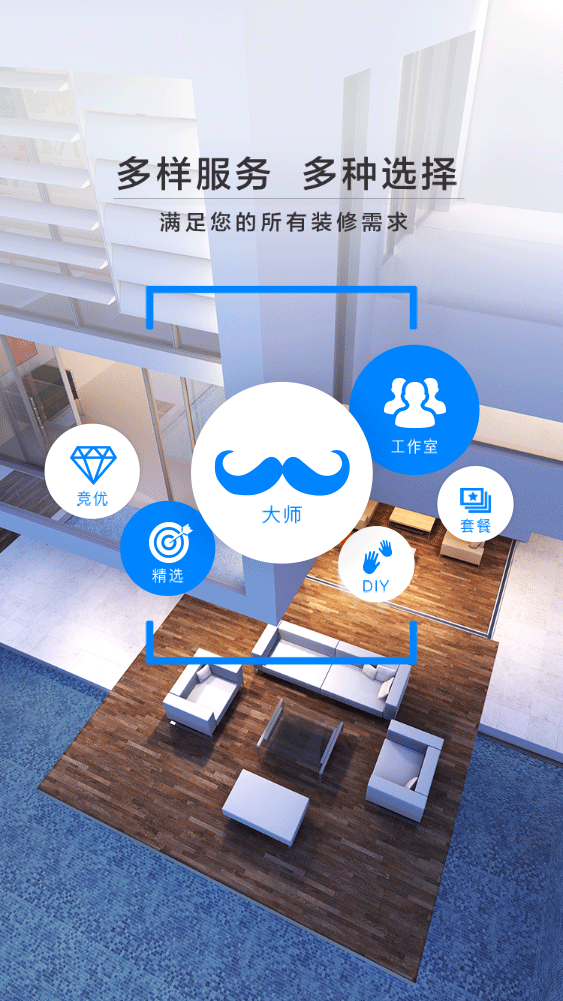 多样服务 多种选择
满足您的所有装修需求
工作室
竞优
大师
套餐
精选
DIY